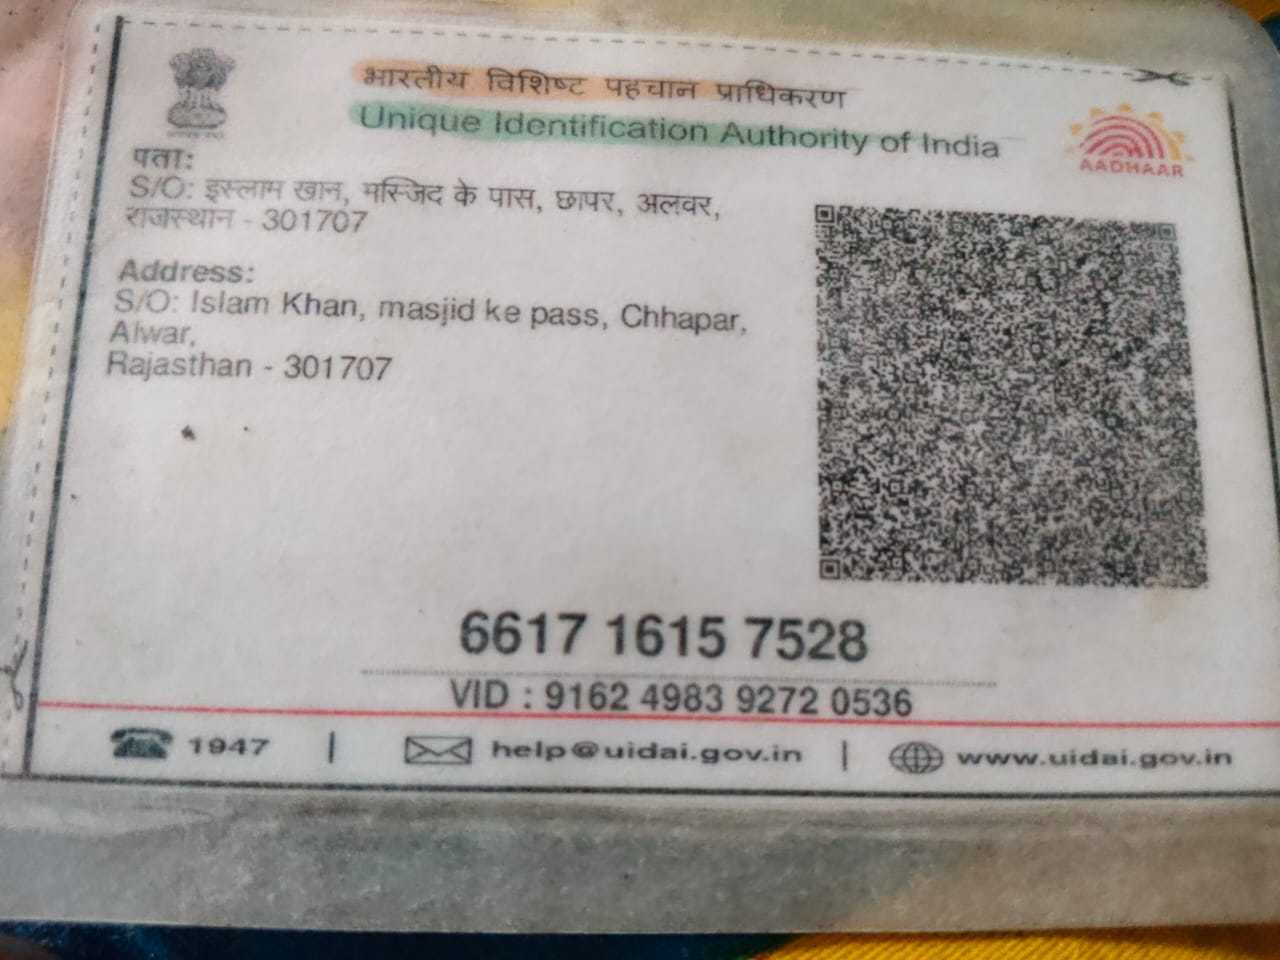 भारतीय विशिष्ट पहचान प्राधिकरण
Unique Identification Authority of India
AADHAAR
पता:
S/O: इस्लाम खान, मस्जिद के पास, छापर, अलवर,
राजस्थान - 301707
Address:
S/O: Islam Khan, masjid ke pass, Chhapar,
Alwar,
Rajasthan - 301707
6617 1615 7528
VID : 9162 4983 9272 0536
1947 | help@uidai.gov.in | www.uidai.gov.in